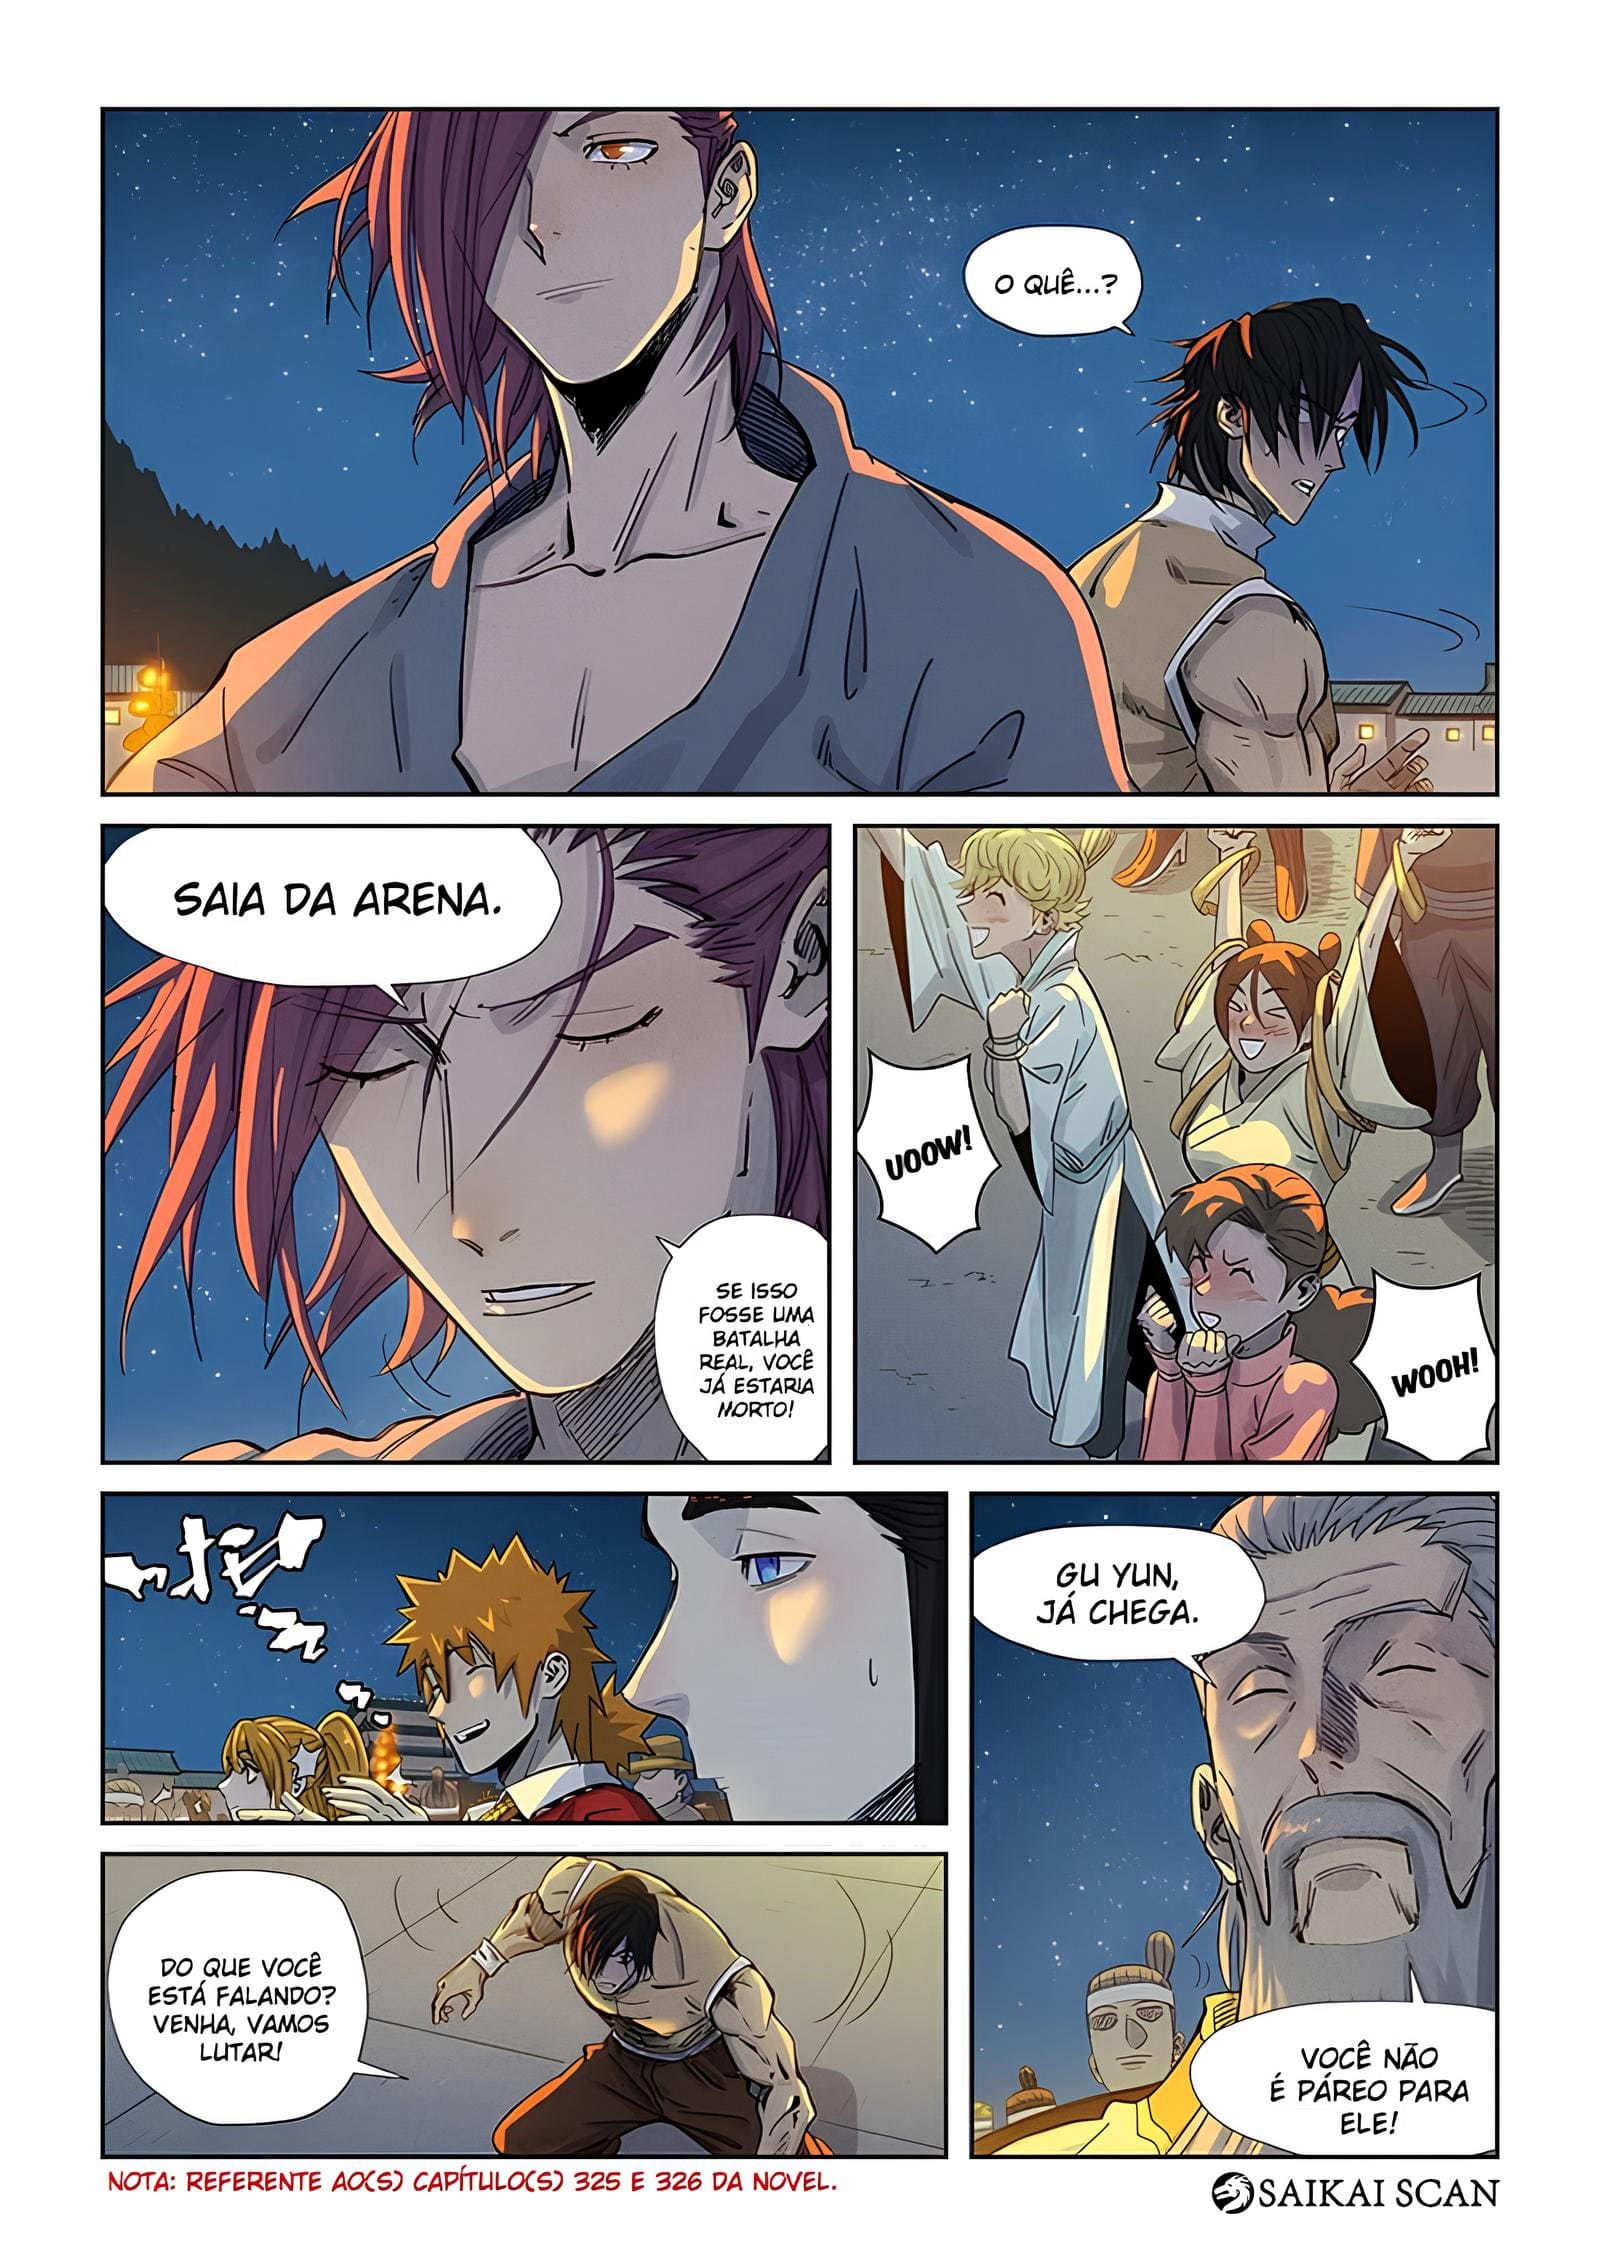 O QUÊ...?
SAIA DA ARENA.
SE ISSO
FOSSE UMA
BATALHA
REAL, VOCÊ
JÁ ESTARIA
MORTO!
UOOW!
WOOH!
GU YUN,
JÁ CHEGA.
VOCÊ NÃO
É PÁREO PARA
ELE!
DO QUE VOCÊ
ESTÁ FALANDO?
VENHA, VAMOS
LUTAR!
NOTA: REFERENTE AO(S) CAPÍTULO(S) 325 E 326 DA NOVEL.
SAIKAI SCAN